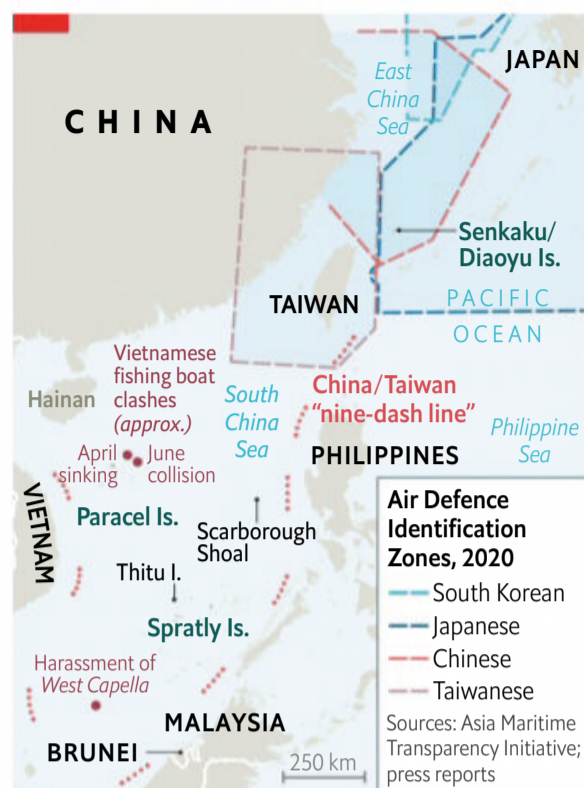 JAPAN
East
China
Sea
CHINA
Senkaku/
Diaoyu Is.
TAIWAN
PACIFIC
OCEAN
Vietnamese
fishing boat
clashes
(approx.)
Hainan
South
China
Sea
China/Taiwan
“nine-dash line”
Philippine
Sea
April
sinking
June
collision
PHILIPPINES
VIETNAM
Paracel Is.
Scarborough
Shoal
Thitu I.
Spratly Is.
Harassment of
West Capella
MALAYSIA
BRUNEI
250 km
Air Defence
Identification
Zones, 2020
South Korean
Japanese
Chinese
Taiwanese
Sources: Asia Maritime
Transparency Initiative;
press reports